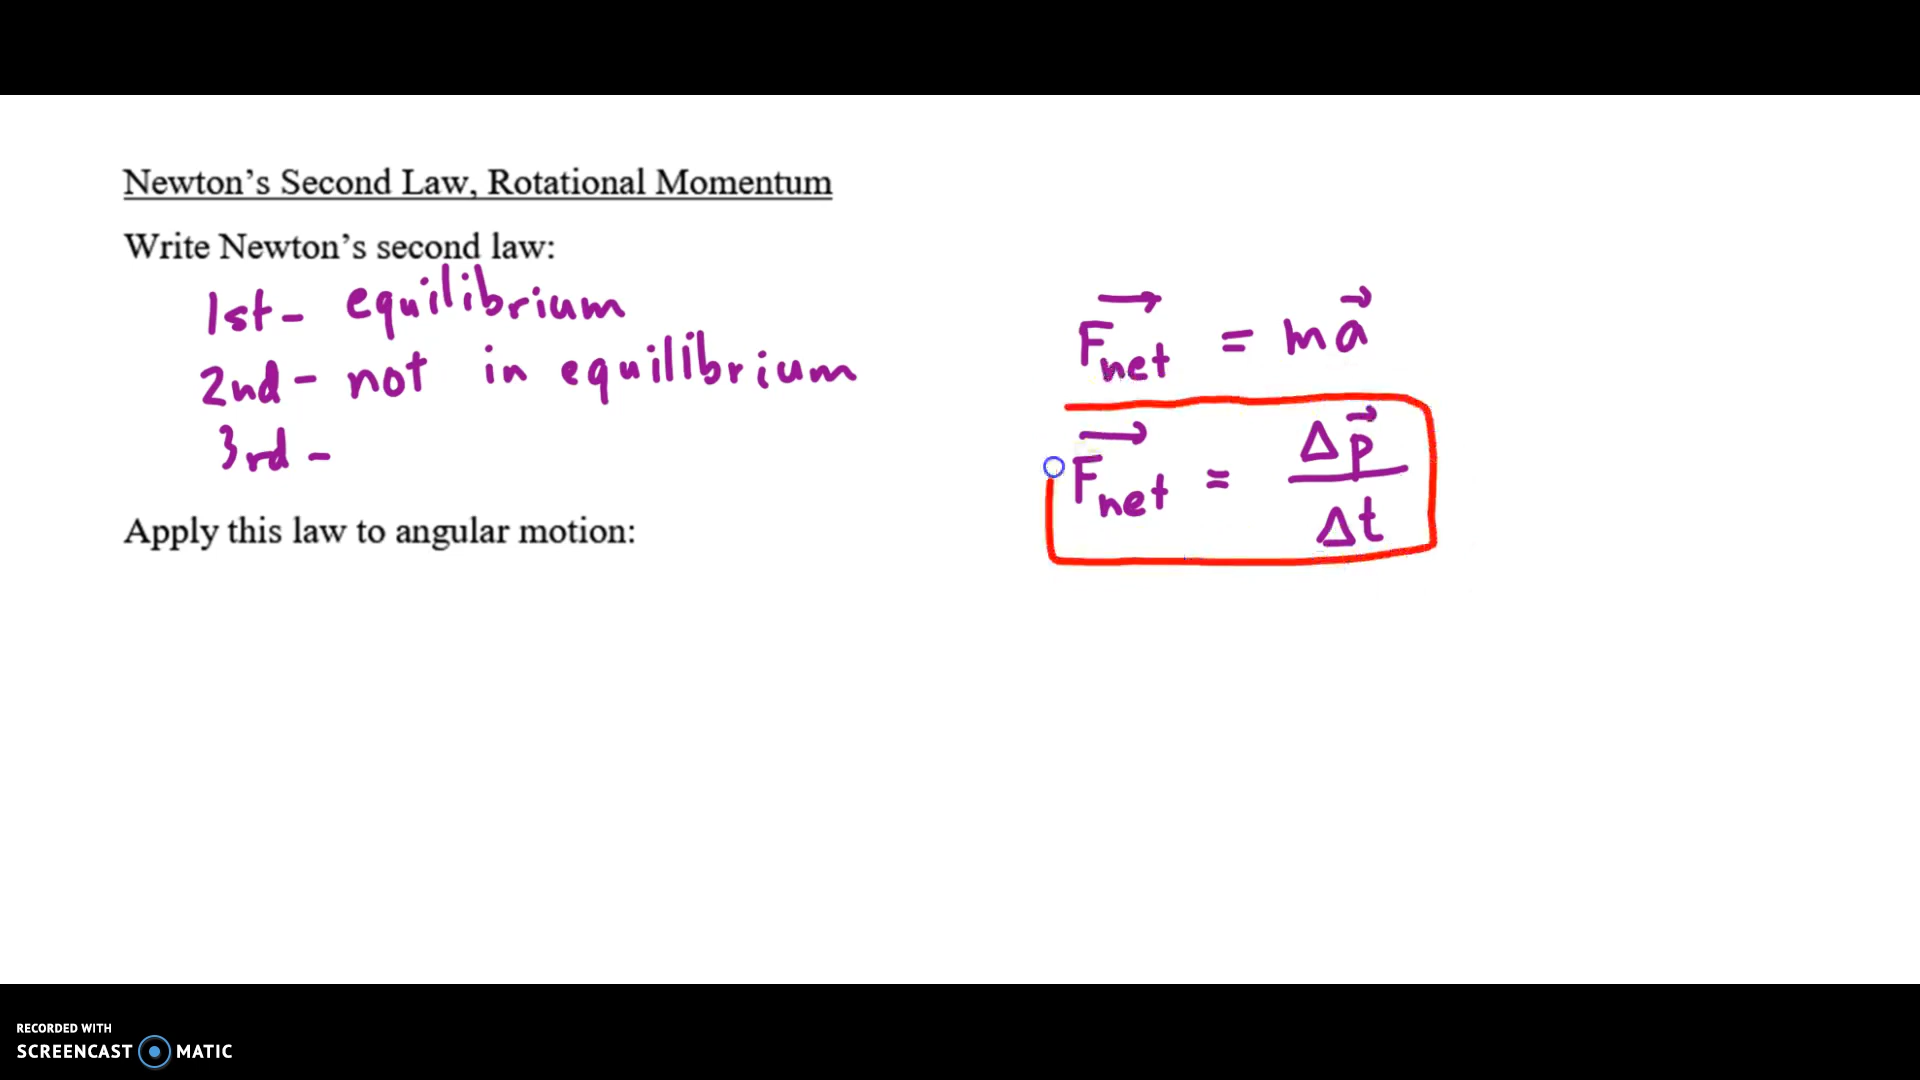 Newton's Second Law, Rotational Momentum
Write Newton's second law:
1st - equilibrium
2nd - not in equilibrium
3rd -
F⃗net = ma⃗
F⃗net = Δp⃗ / Δt
Apply this law to angular motion:
RECORDED WITH
SCREENCAST MATIC